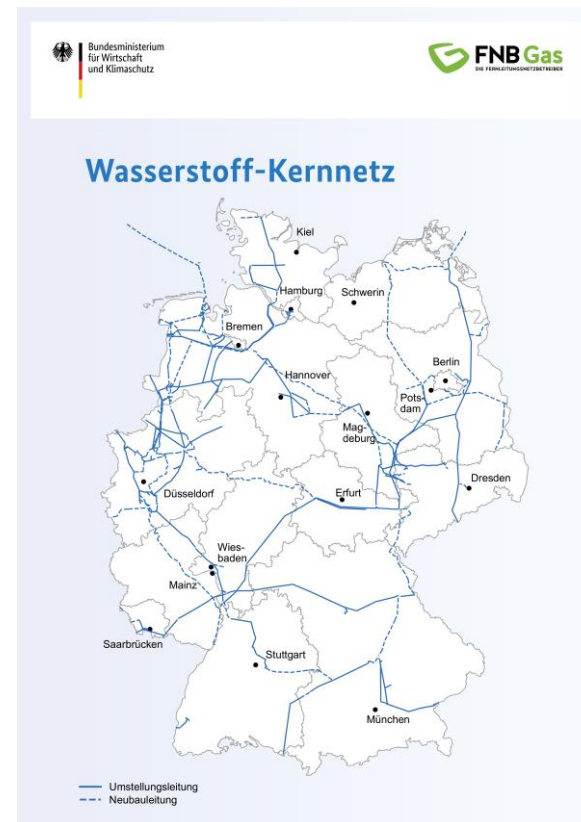 Bundesministerium
für Wirtschaft
und Klimaschutz
FNB Gas
DIE FERNLEITUNGSNETZBETREIBER
Wasserstoff-Kernnetz
Kiel
Hamburg
Schwerin
Bremen
Berlin
Hannover
Pots-
dam
Mag-
deburg
Dresden
Düsseldorf
Erfurt
Wies-
baden
Mainz
Saarbrücken
Stuttgart
München
Umstellungsleitung
Neubauleitung